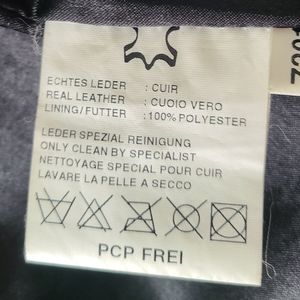 ECHTES LEDER : CUIR
REAL LEATHER : CUOIO VERO
LINING/FUTTER : 100% POLYESTER
LEDER SPEZIAL REINIGUNG
ONLY CLEAN BY SPECIALIST
NETTOYAGE SPECIAL POUR CUIR
LAVARE LA PELLE A SECCO
PCP FREI